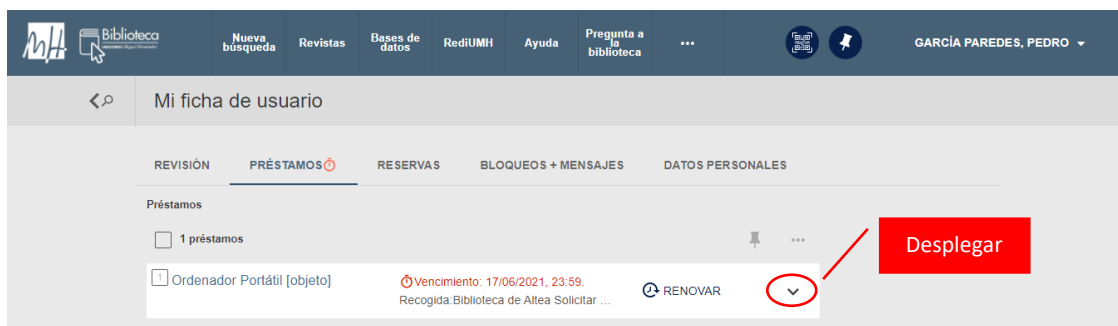 Biblioteca
Nueva búsqueda
Revistas
Bases de datos
RediUMH
Ayuda
Pregunta a la biblioteca
...
GARCÍA PAREDES, PEDRO
Mi ficha de usuario
REVISIÓN PRÉSTAMOS RESERVAS BLOQUEOS + MENSAJES DATOS PERSONALES
Préstamos
1 préstamos
...
Desplegar
1 Ordenador Portátil [objeto]
Vencimiento: 17/06/2021, 23:59.
Recogida:Biblioteca de Altea Solicitar ...
RENOVAR